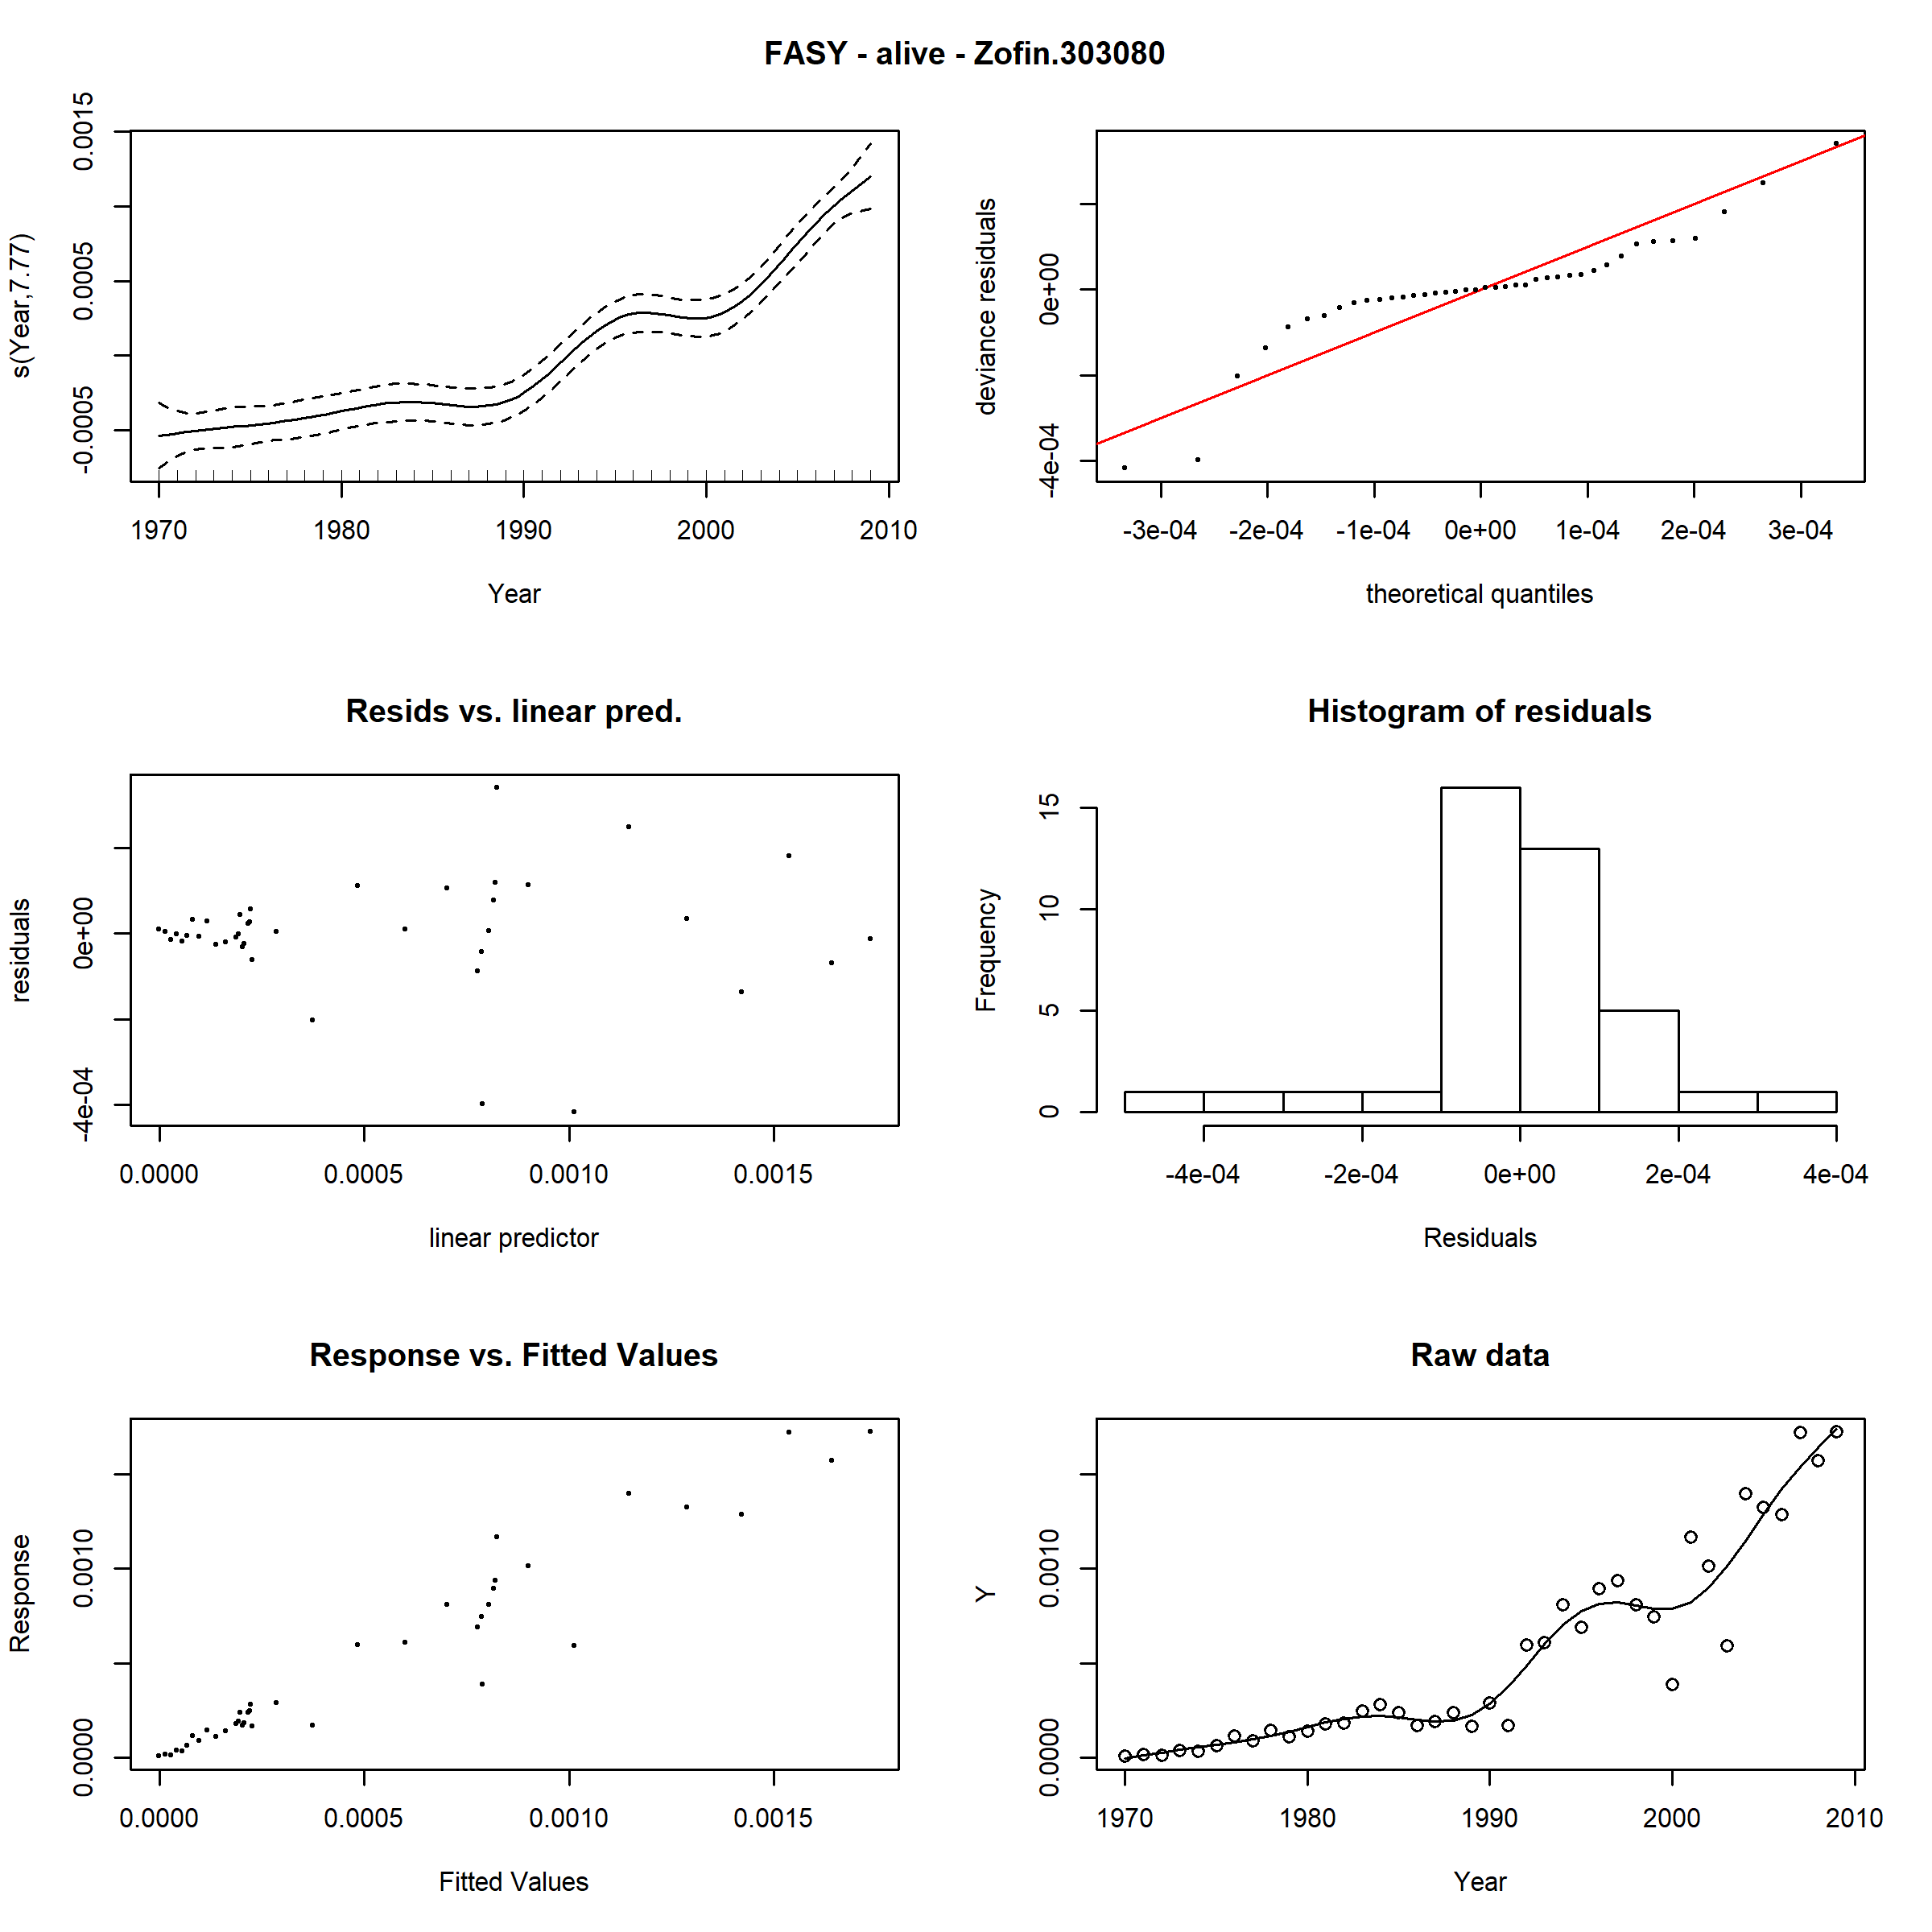 FASY - alive - Zofin.303080
s(Year,7.77)
-0.0005 0.0005 0.0015
1970 1980 1990 2000 2010
Year
deviance residuals
-4e-04 0e+00
-3e-04 -2e-04 -1e-04 0e+00 1e-04 2e-04 3e-04
theoretical quantiles
Resids vs. linear pred.
residuals
-4e-04 0e+00
0.0000 0.0005 0.0010 0.0015
linear predictor
Histogram of residuals
Frequency
0 5 10 15
-4e-04 -2e-04 0e+00 2e-04 4e-04
Residuals
Response vs. Fitted Values
Response
0.0000 0.0010
0.0000 0.0005 0.0010 0.0015
Fitted Values
Raw data
Y
0.0000 0.0010
1970 1980 1990 2000 2010
Year